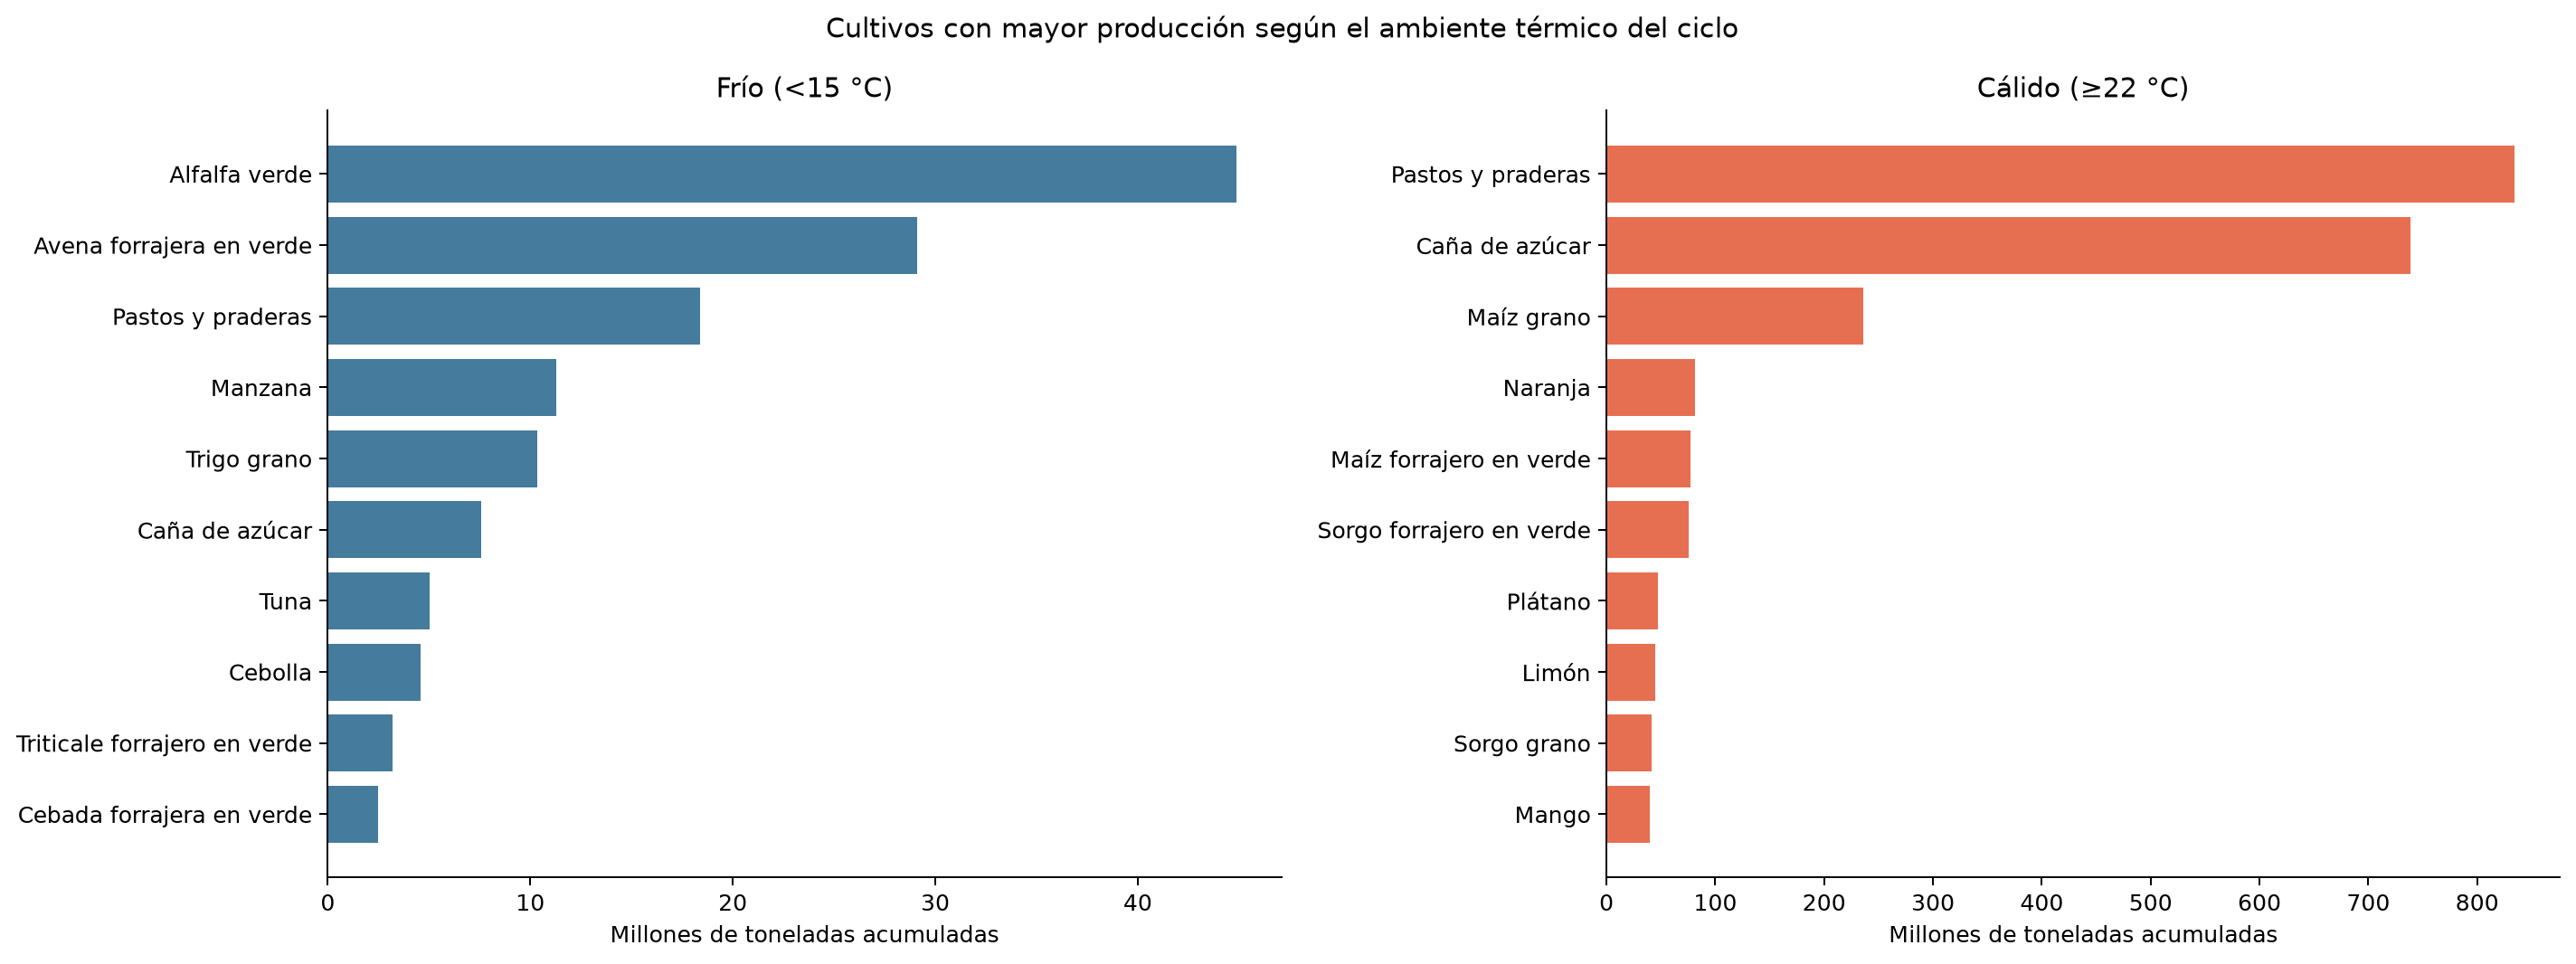 Cultivos con mayor producción según el ambiente térmico del ciclo
Frío (<15 °C)
Alfalfa verde
Avena forrajera en verde
Pastos y praderas
Manzana
Trigo grano
Caña de azúcar
Tuna
Cebolla
Triticale forrajero en verde
Cebada forrajera en verde
0 10 20 30 40
Millones de toneladas acumuladas
Cálido (≥22 °C)
Pastos y praderas
Caña de azúcar
Maíz grano
Naranja
Maíz forrajero en verde
Sorgo forrajero en verde
Plátano
Limón
Sorgo grano
Mango
0 100 200 300 400 500 600 700 800
Millones de toneladas acumuladas